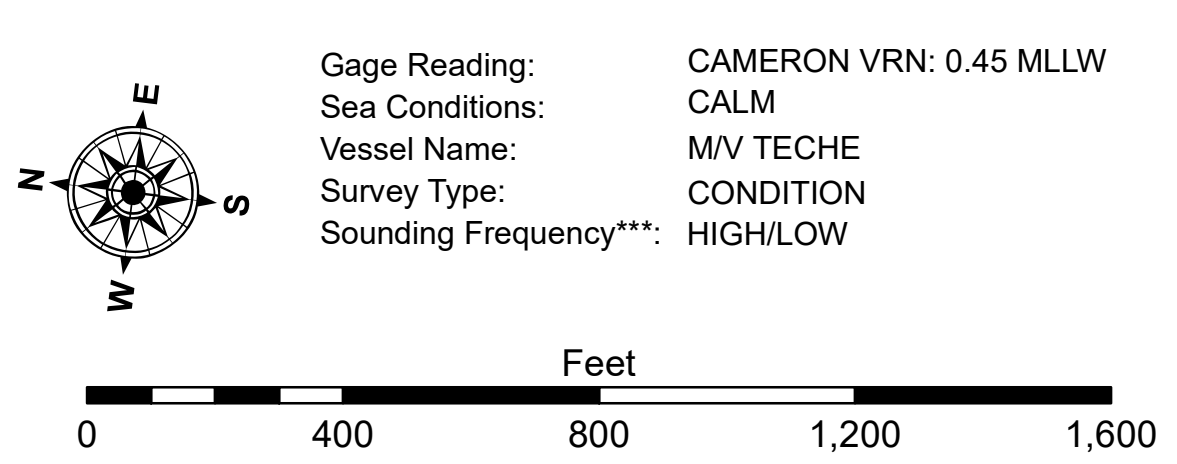 E
N
S
W
Gage Reading: CAMERON VRN: 0.45 MLLW
Sea Conditions: CALM
Vessel Name: M/V TECHE
Survey Type: CONDITION
Sounding Frequency***: HIGH/LOW
Feet
0 400 800 1,200 1,600